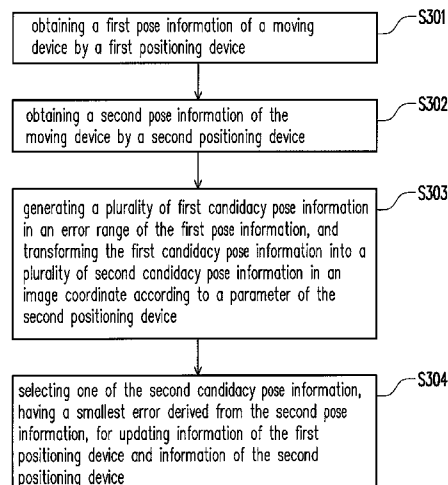 obtaining a first pose information of a moving
device by a first positioning device
S301
obtaining a second pose information of the
moving device by a second positioning device
S302
generating a plurality of first candidacy pose information
in an error range of the first pose information, and
transforming the first candidacy pose information into a
plurality of second candidacy pose information in an
image coordinate according to a parameter of the
second positioning device
S303
selecting one of the second candidacy pose information,
having a smallest error derived from the second pose
information, for updating information of the first
positioning device and information of the second
positioning device
S304